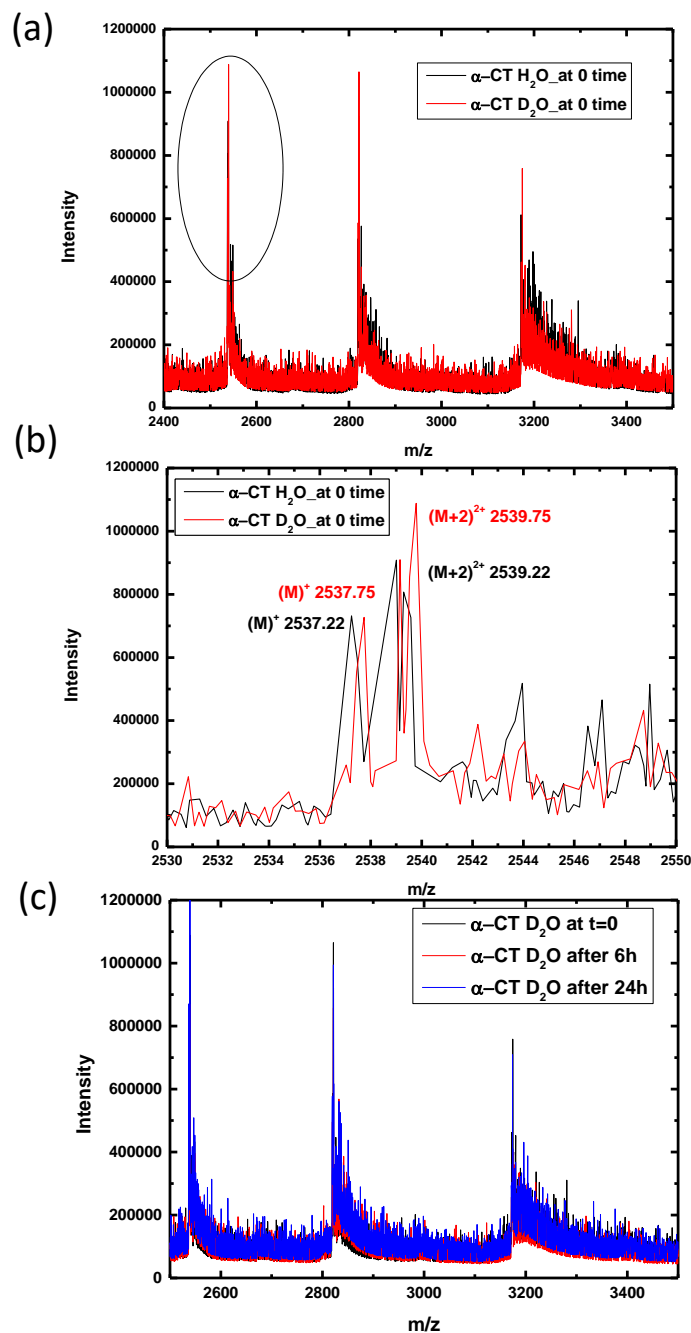 (a)
1200000
1000000
800000
600000
400000
200000
0
Intensity
α–CT H2O_at 0 time
α–CT D2O_at 0 time
2400 2600 2800 3000 3200 3400
m/z
(b)
1200000
1000000
800000
600000
400000
200000
0
Intensity
α–CT H2O_at 0 time
α–CT D2O_at 0 time
(M+2)2+ 2539.75
(M+2)2+ 2539.22
(M)+ 2537.75
(M)+ 2537.22
2530 2532 2534 2536 2538 2540 2542 2544 2546 2548 2550
m/z
(c)
1200000
1000000
800000
600000
400000
200000
0
Intensity
α–CT D2O at t=0
α–CT D2O after 6h
α–CT D2O after 24h
2600 2800 3000 3200 3400
m/z